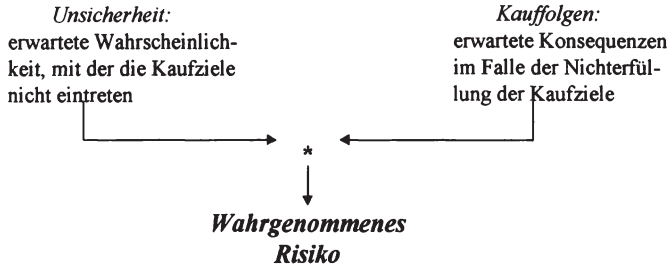 Unsicherheit:
erwartete Wahrscheinlich-
keit, mit der die Kaufziele
nicht eintreten
Kauffolgen:
erwartete Konsequenzen
im Falle der Nichterfül-
lung der Kaufziele
*
Wahrgenommenes
Risiko